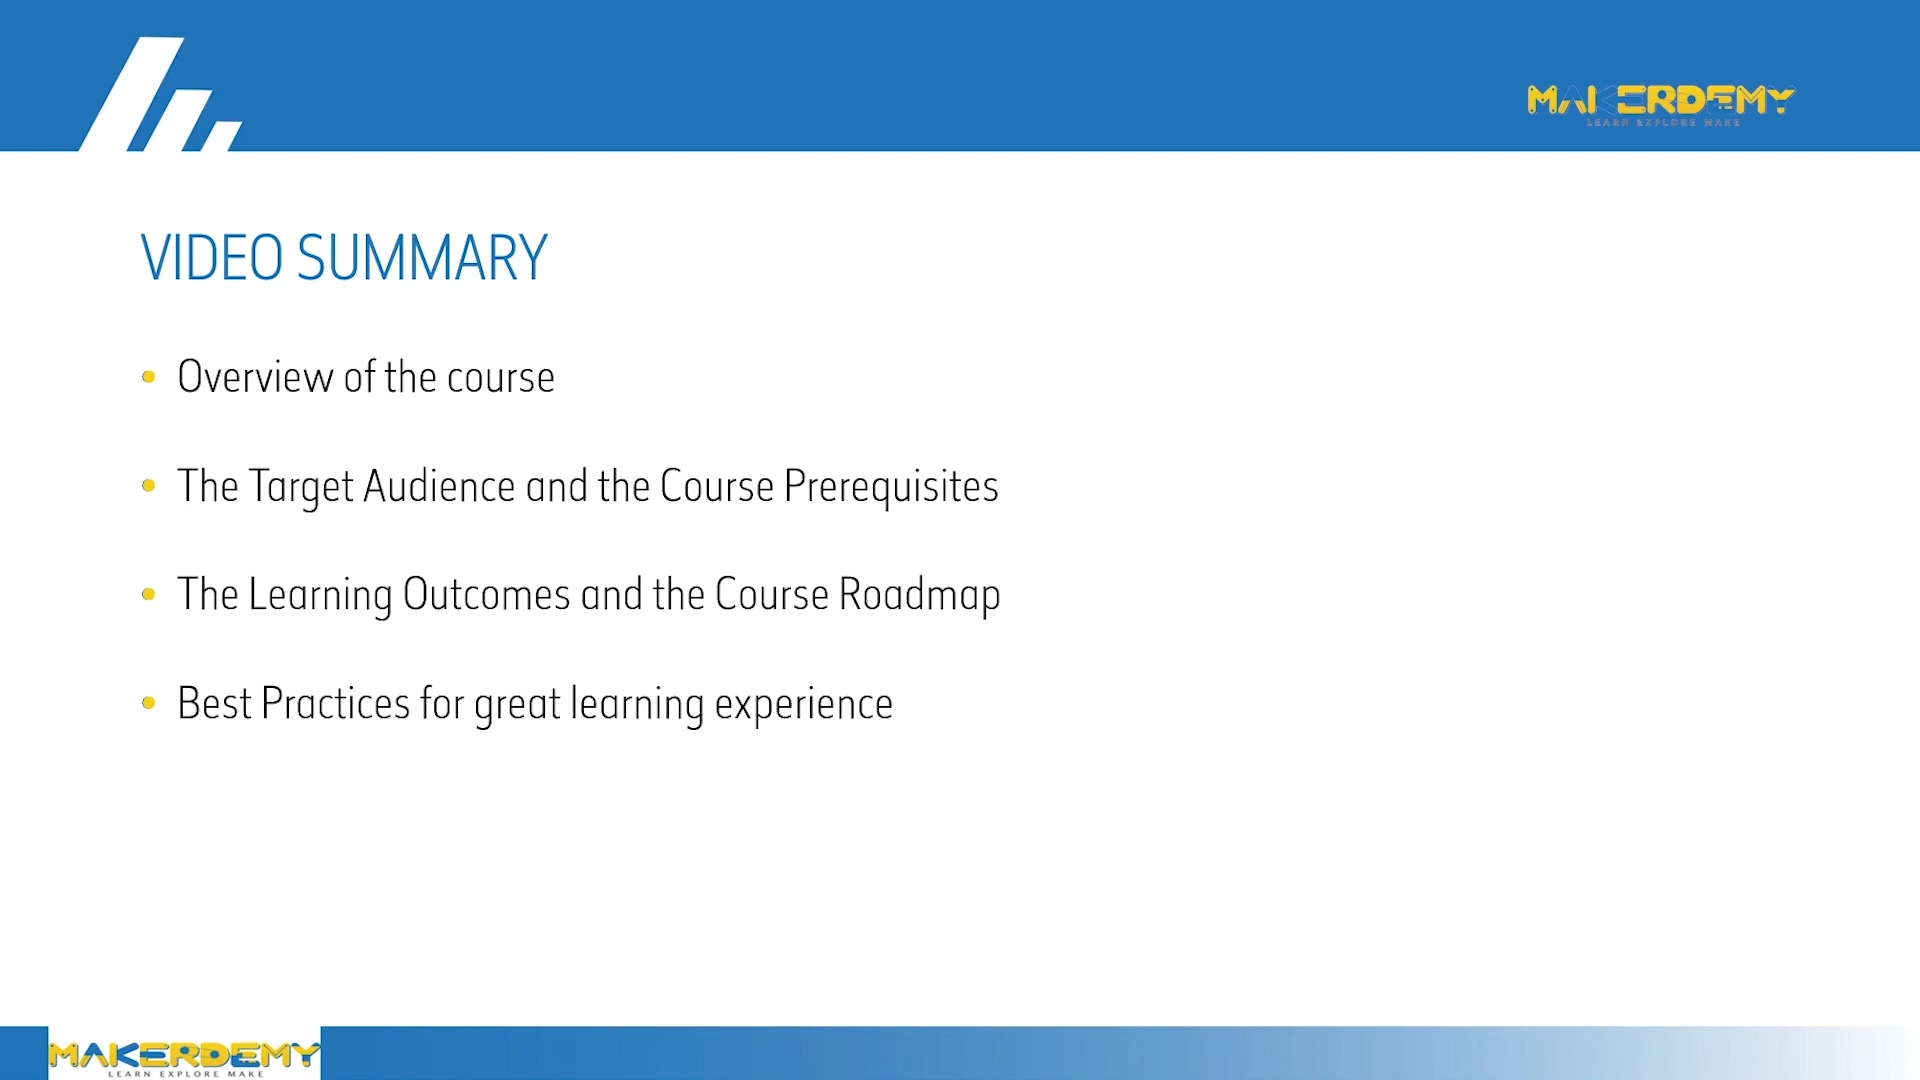 MAKERDEMY
LEARN EXPLORE MAKE
VIDEO SUMMARY
• Overview of the course
• The Target Audience and the Course Prerequisites
• The Learning Outcomes and the Course Roadmap
• Best Practices for great learning experience
MAKERDEMY
LEARN EXPLORE MAKE